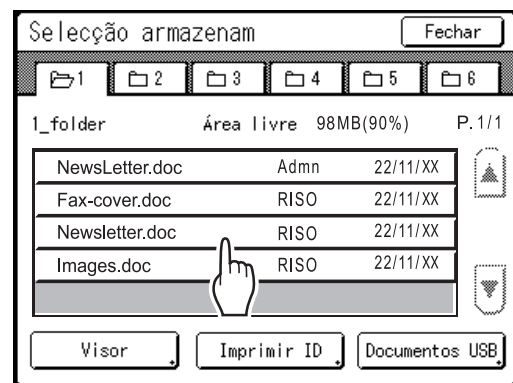 Selecção armazenam Fechar
1 2 3 4 5 6
1_folder Área livre 98MB(90%) P.1/1
NewsLetter.doc Admn 22/11/XX
Fax-cover.doc RISO 22/11/XX
Newsletter.doc RISO 22/11/XX
Images.doc RISO 22/11/XX
Visor Imprimir ID Documentos USB